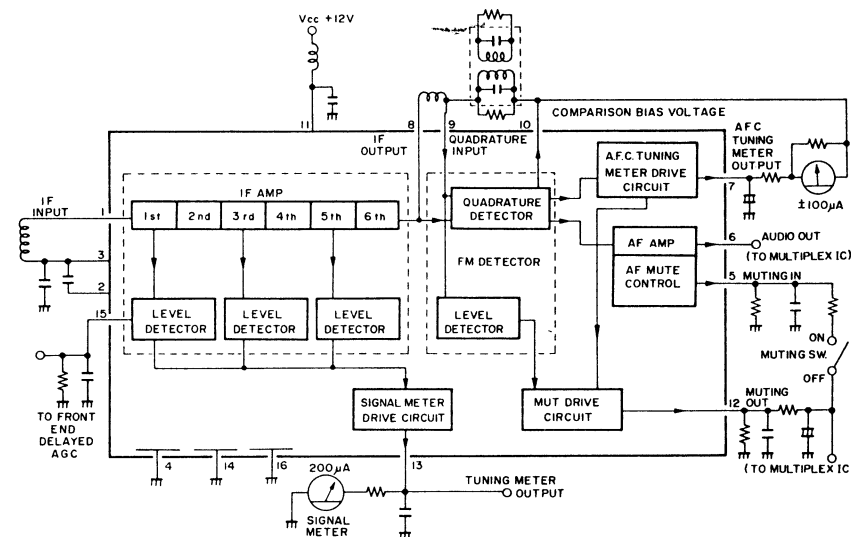 Vcc +12V
COMPARISON BIAS VOLTAGE
11
8
9
10
IF
OUTPUT
QUADRATURE
INPUT
AFC
TUNING
METER
OUTPUT
A.F.C. TUNING
METER DRIVE
CIRCUIT
7
±100µA
IF AMP
IF
INPUT
1
1st
2nd
3rd
4th
5th
6th
QUADRATURE
DETECTOR
AF AMP
6
AUDIO OUT
(TO MULTIPLEX IC)
FM DETECTOR
3
2
AF MUTE
CONTROL
5
MUTING IN
15
LEVEL
DETECTOR
LEVEL
DETECTOR
LEVEL
DETECTOR
LEVEL
DETECTOR
ON
MUTING SW.
OFF
TO FRONT
END
DELAYED
AGC
SIGNAL METER
DRIVE CIRCUIT
MUT DRIVE
CIRCUIT
12
MUTING
OUT
(TO MULTIPLEX IC
4
14
16
13
200µA
TUNING METER
OUTPUT
SIGNAL
METER